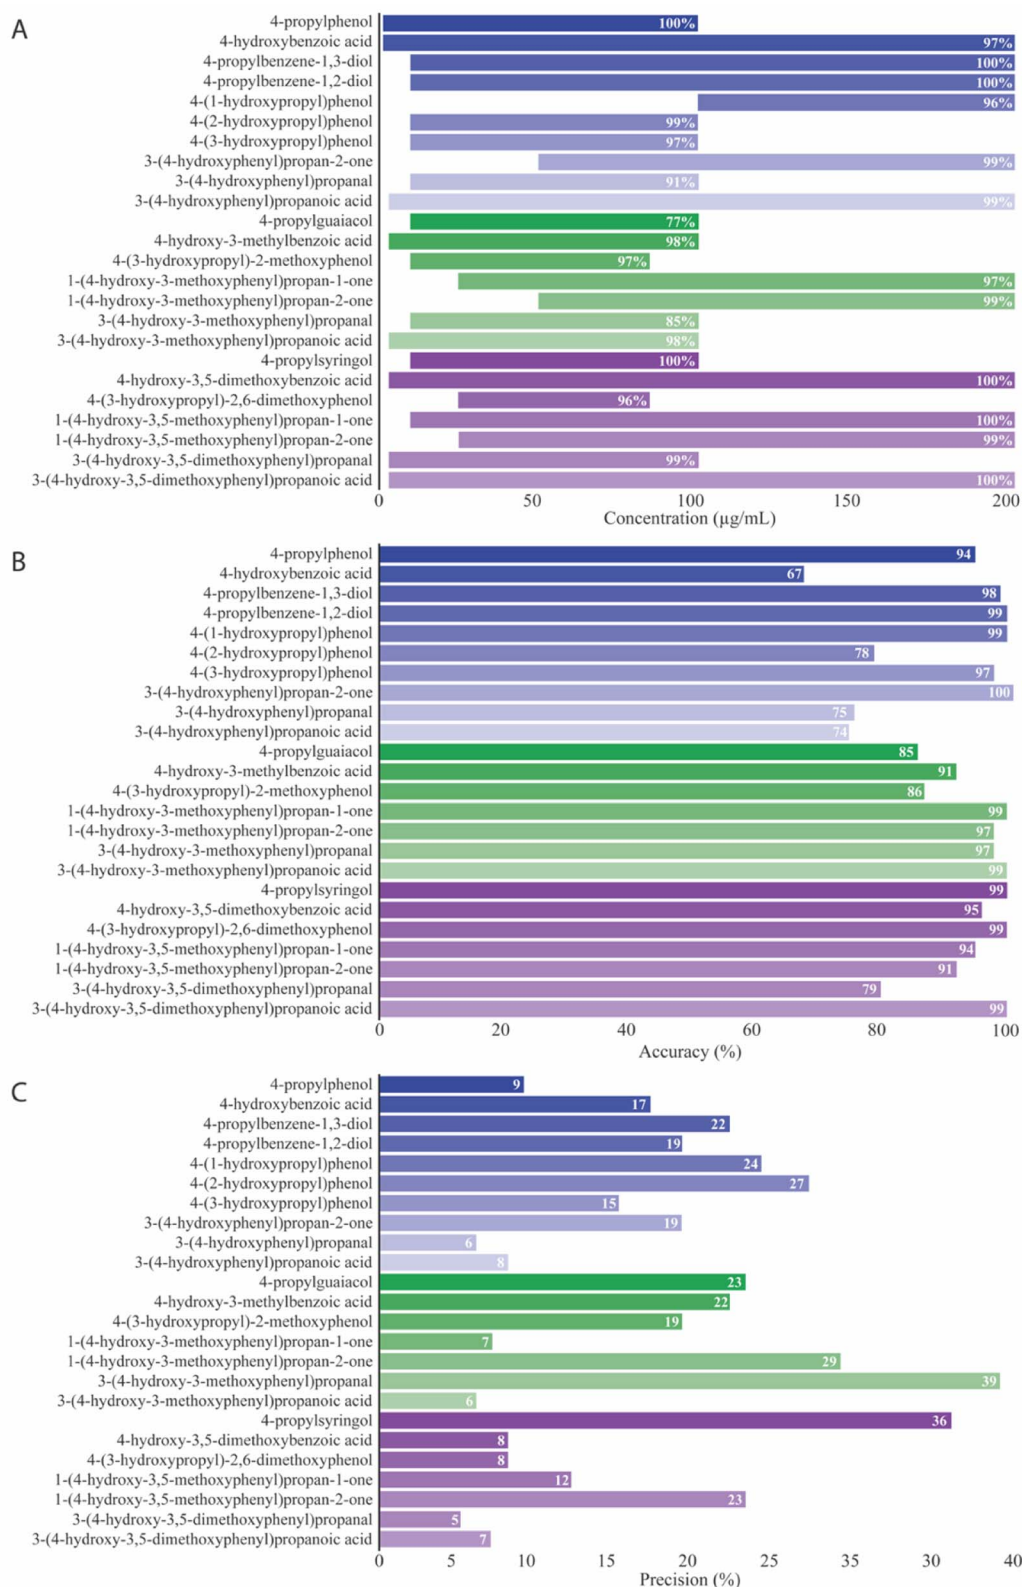 A
4-propylphenol 100%
4-hydroxybenzoic acid 97%
4-propylbenzene-1,3-diol 100%
4-propylbenzene-1,2-diol 100%
4-(1-hydroxypropyl)phenol 96%
4-(2-hydroxypropyl)phenol 99%
4-(3-hydroxypropyl)phenol 97%
3-(4-hydroxyphenyl)propan-2-one 99%
3-(4-hydroxyphenyl)propanal 91%
3-(4-hydroxyphenyl)propanoic acid 99%
4-propylguaiacol 77%
4-hydroxy-3-methylbenzoic acid 98%
4-(3-hydroxypropyl)-2-methoxyphenol 97%
1-(4-hydroxy-3-methoxyphenyl)propan-1-one 97%
1-(4-hydroxy-3-methoxyphenyl)propan-2-one 99%
3-(4-hydroxy-3-methoxyphenyl)propanal 85%
3-(4-hydroxy-3-methoxyphenyl)propanoic acid 98%
4-propylsyringol 100%
4-hydroxy-3,5-dimethoxybenzoic acid 100%
4-(3-hydroxypropyl)-2,6-dimethoxyphenol 96%
1-(4-hydroxy-3,5-methoxyphenyl)propan-1-one 100%
1-(4-hydroxy-3,5-methoxyphenyl)propan-2-one 99%
3-(4-hydroxy-3,5-dimethoxyphenyl)propanal 99%
3-(4-hydroxy-3,5-dimethoxyphenyl)propanoic acid 100%
0 50 100 150 200
Concentration (µg/mL)
B
4-propylphenol 94
4-hydroxybenzoic acid 67
4-propylbenzene-1,3-diol 98
4-propylbenzene-1,2-diol 99
4-(1-hydroxypropyl)phenol 99
4-(2-hydroxypropyl)phenol 78
4-(3-hydroxypropyl)phenol 97
3-(4-hydroxyphenyl)propan-2-one 100
3-(4-hydroxyphenyl)propanal 75
3-(4-hydroxyphenyl)propanoic acid 74
4-propylguaiacol 85
4-hydroxy-3-methylbenzoic acid 91
4-(3-hydroxypropyl)-2-methoxyphenol 86
1-(4-hydroxy-3-methoxyphenyl)propan-1-one 99
1-(4-hydroxy-3-methoxyphenyl)propan-2-one 97
3-(4-hydroxy-3-methoxyphenyl)propanal 97
3-(4-hydroxy-3-methoxyphenyl)propanoic acid 99
4-propylsyringol 99
4-hydroxy-3,5-dimethoxybenzoic acid 95
4-(3-hydroxypropyl)-2,6-dimethoxyphenol 99
1-(4-hydroxy-3,5-methoxyphenyl)propan-1-one 94
1-(4-hydroxy-3,5-methoxyphenyl)propan-2-one 91
3-(4-hydroxy-3,5-dimethoxyphenyl)propanal 79
3-(4-hydroxy-3,5-dimethoxyphenyl)propanoic acid 99
0 20 40 60 80 100
Accuracy (%)
C
4-propylphenol 9
4-hydroxybenzoic acid 17
4-propylbenzene-1,3-diol 22
4-propylbenzene-1,2-diol 19
4-(1-hydroxypropyl)phenol 24
4-(2-hydroxypropyl)phenol 27
4-(3-hydroxypropyl)phenol 15
3-(4-hydroxyphenyl)propan-2-one 19
3-(4-hydroxyphenyl)propanal 6
3-(4-hydroxyphenyl)propanoic acid 8
4-propylguaiacol 23
4-hydroxy-3-methylbenzoic acid 22
4-(3-hydroxypropyl)-2-methoxyphenol 19
1-(4-hydroxy-3-methoxyphenyl)propan-1-one 7
1-(4-hydroxy-3-methoxyphenyl)propan-2-one 29
3-(4-hydroxy-3-methoxyphenyl)propanal 39
3-(4-hydroxy-3-methoxyphenyl)propanoic acid 6
4-propylsyringol 36
4-hydroxy-3,5-dimethoxybenzoic acid 8
4-(3-hydroxypropyl)-2,6-dimethoxyphenol 8
1-(4-hydroxy-3,5-methoxyphenyl)propan-1-one 12
1-(4-hydroxy-3,5-methoxyphenyl)propan-2-one 23
3-(4-hydroxy-3,5-dimethoxyphenyl)propanal 5
3-(4-hydroxy-3,5-dimethoxyphenyl)propanoic acid 7
0 5 10 15 20 25 35 30 40
Precision (%)